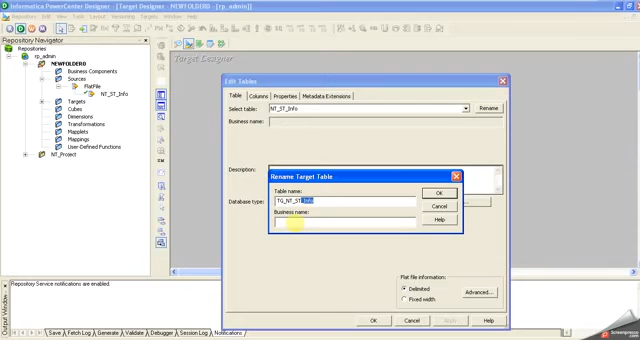 Informatica PowerCenter Designer - [Target Designer - NEWFOLDER0 - [rp_admin]
Repository Edit View Tools Layout Versioning Targets Window Help
Repository Navigator
Repositories
rp_admin
NEWFOLDER0
Business Components
Sources
FlatFile
NT_ST_Info
Targets
Cubes
Dimensions
Transformations
Mapplets
Mappings
User-Defined Functions
NT_Project
Target Designer
Edit Tables
Table Columns Properties Metadata Extensions
Select table: NT_ST_Info Rename
Business name:
Description:
Database type:
Rename Target Table
Table name:
TG_NT_ST_Info
Business name:
OK
Cancel
Help
Flat file information:
Delimited
Fixed width
Advanced...
OK Cancel Apply Help
Repository Service notifications are enabled.
Output Window
Save Fetch Log Generate Validate Debugger Session Log Notifications
Screenpresso